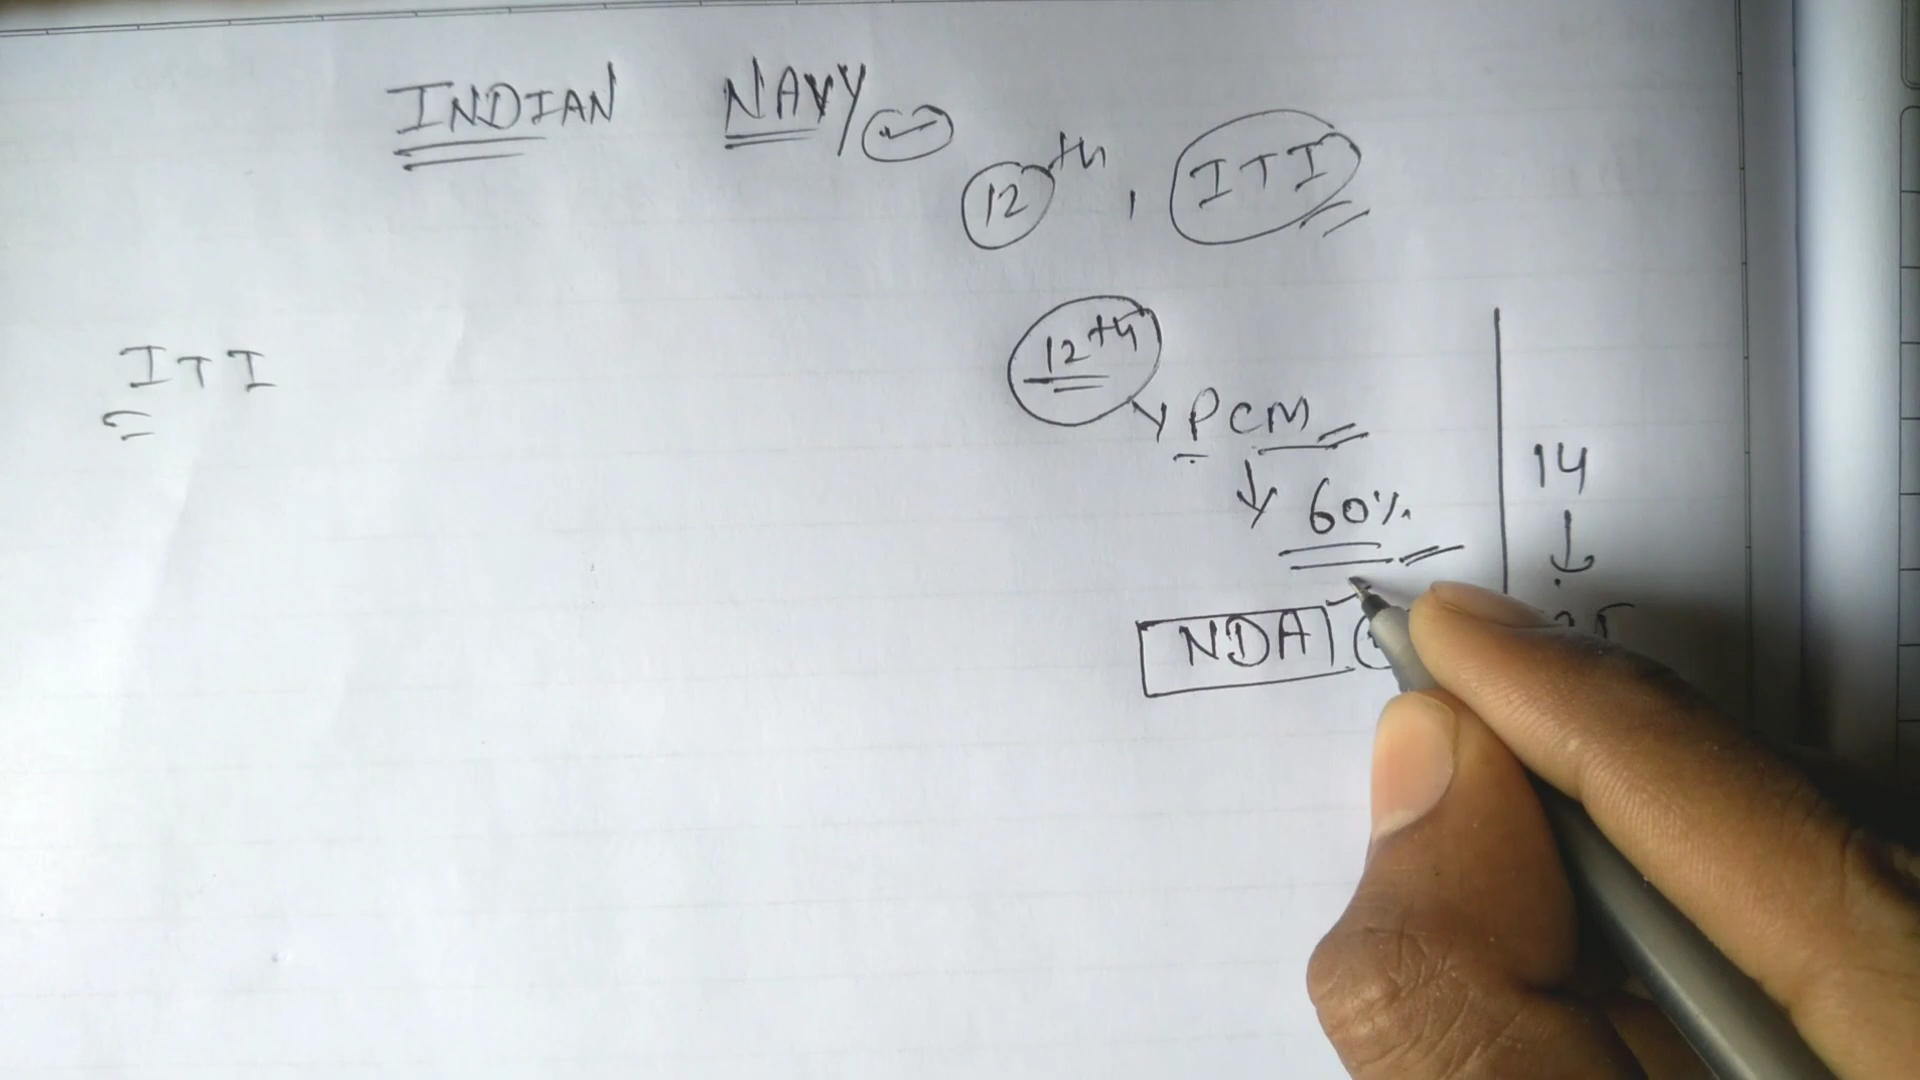 INDIAN NAVY
12th, ITI
ITI
12th
PCM
60%
14
NDA